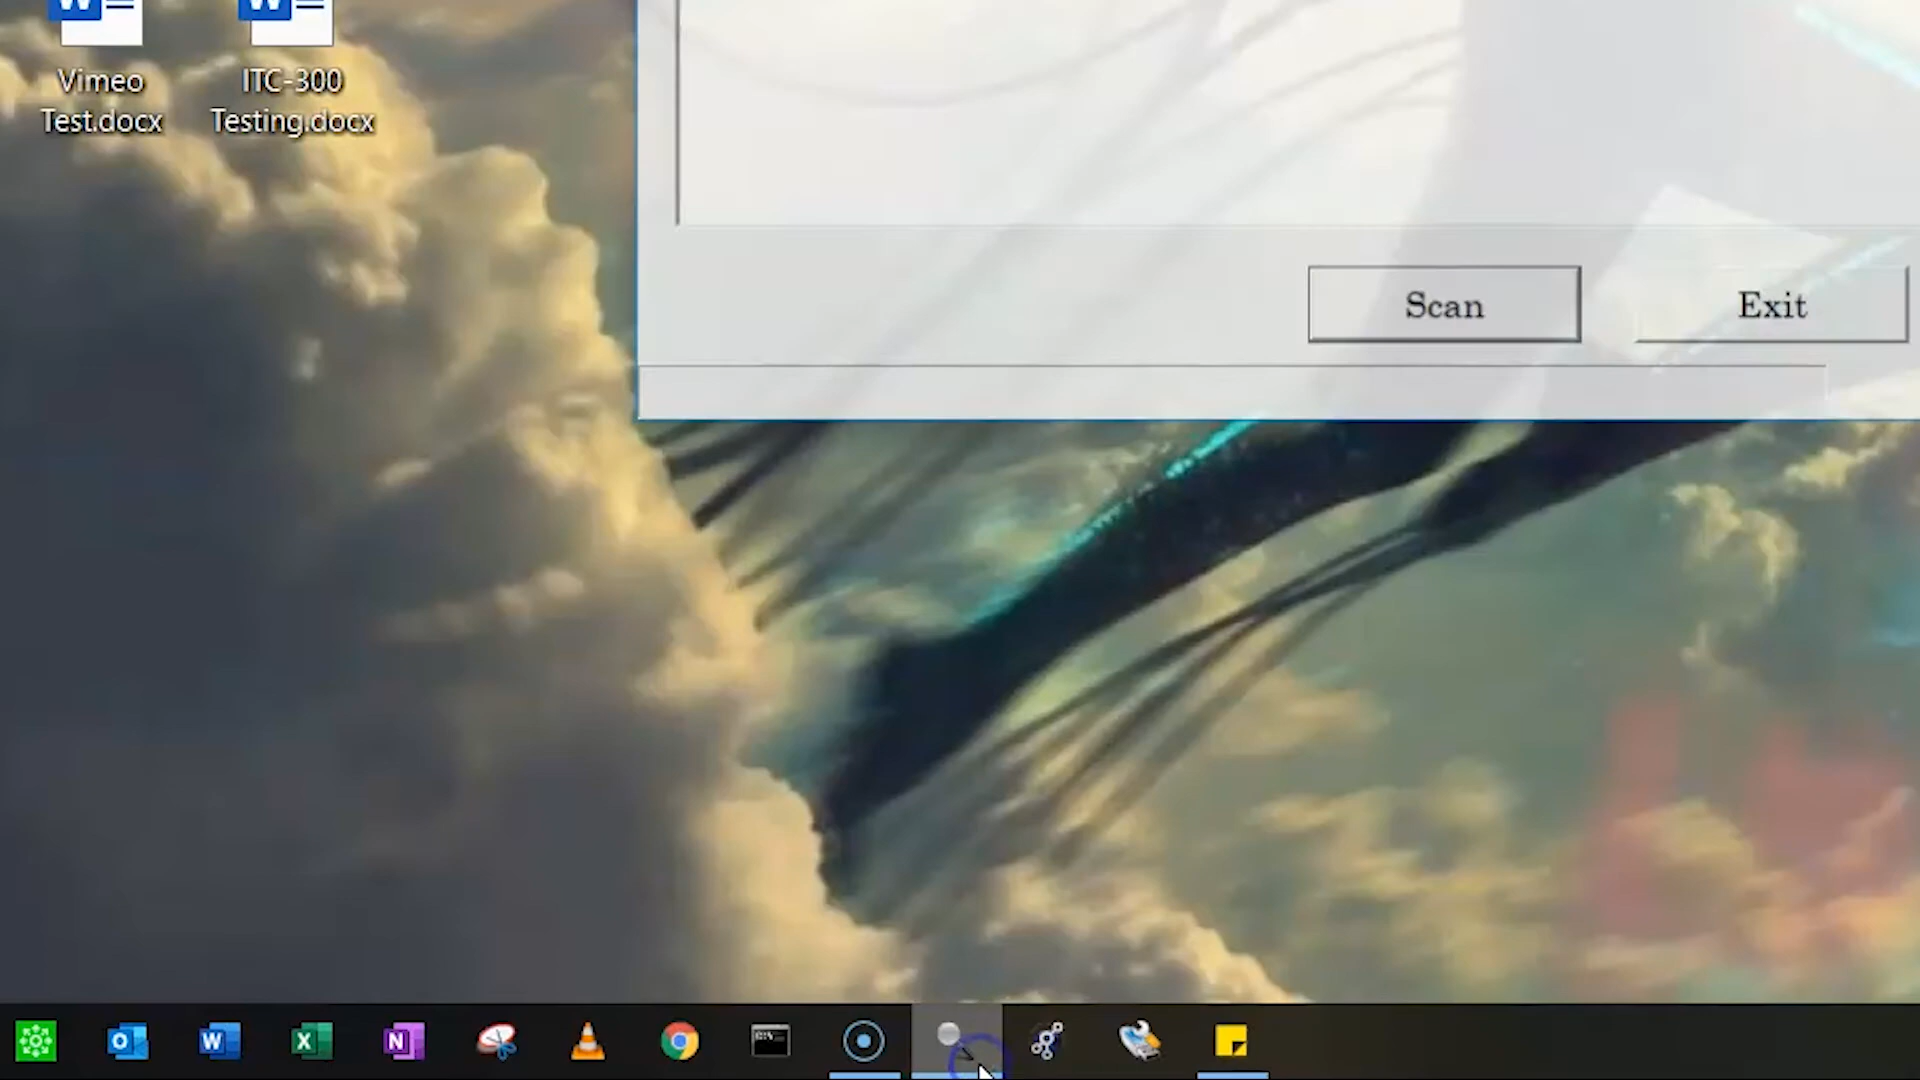 Vimeo
Test.docx
ITC-300
Testing.docx
Scan
Exit